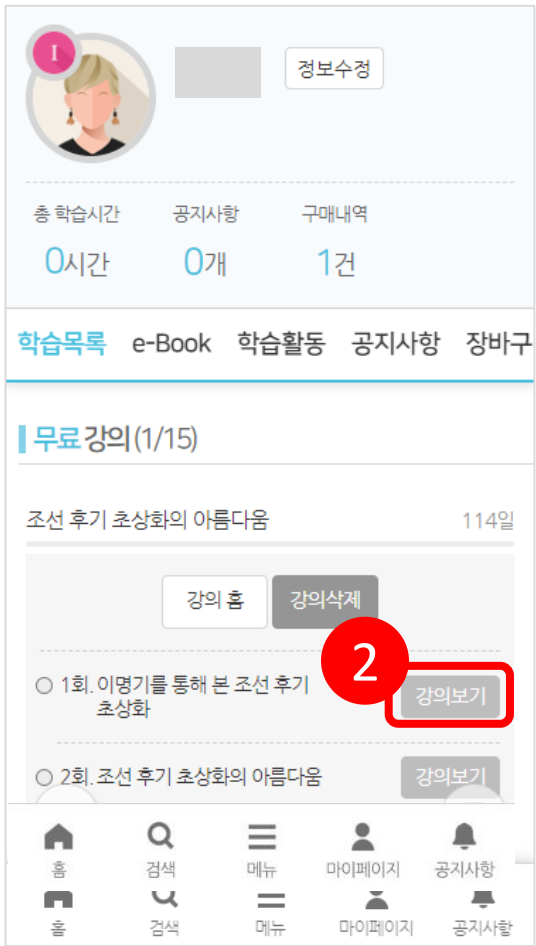 I
정보수정
총 학습시간 공지사항 구매내역
0시간 0개 1건
학습목록 e-Book 학습활동 공지사항 장바구
무료 강의 (1/15)
조선 후기 초상화의 아름다움 114일
강의 홈 강의삭제
2
1회. 이명기를 통해 본 조선 후기 강의보기
초상화
2회. 조선 후기 초상화의 아름다움 강의보기
홈 검색 메뉴 마이페이지 공지사항
홈 검색 메뉴 마이페이지 공지사항